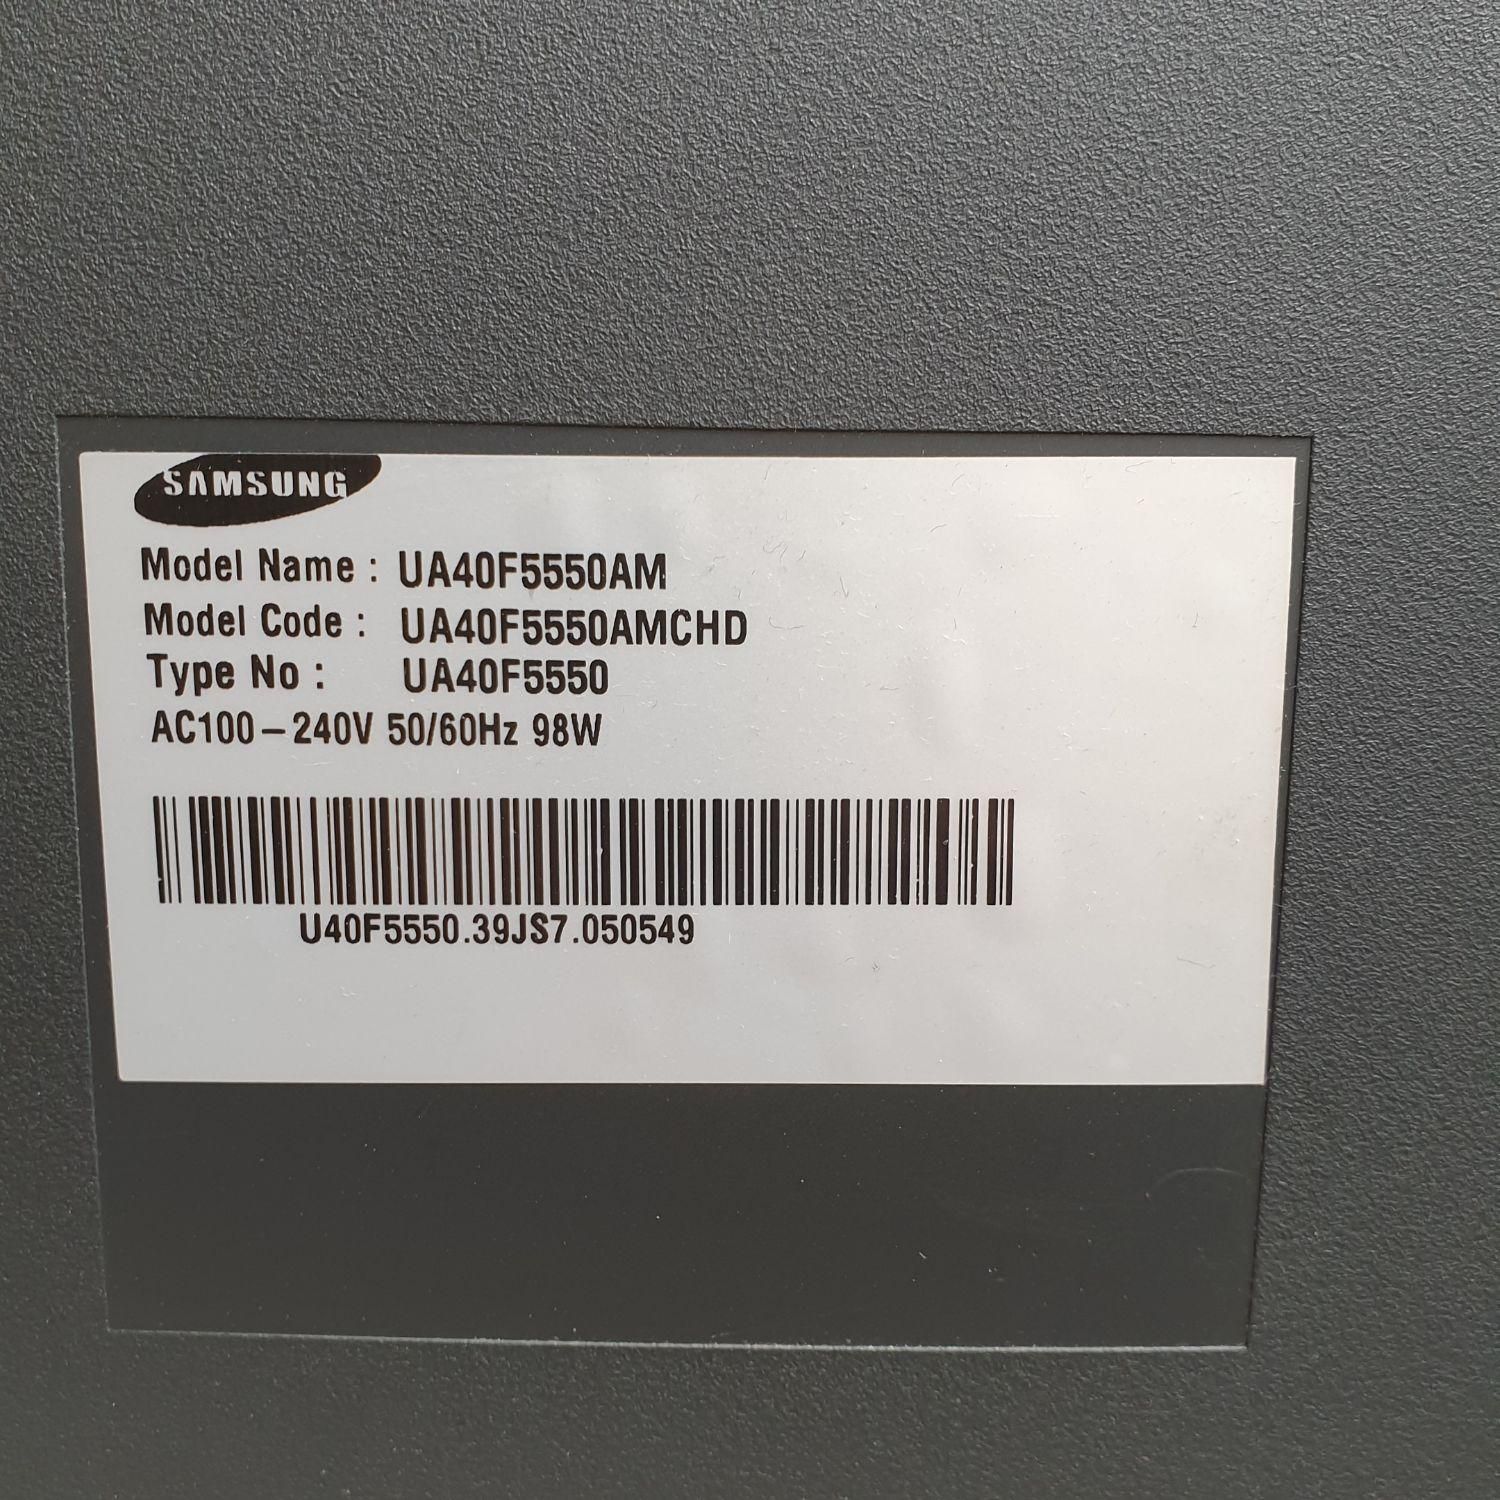 SAMSUNG
Model Name : UA40F5550AM
Model Code : UA40F5550AMCHD
Type No : UA40F5550
AC100-240V 50/60Hz 98W
U40F5550.39JS7.050549